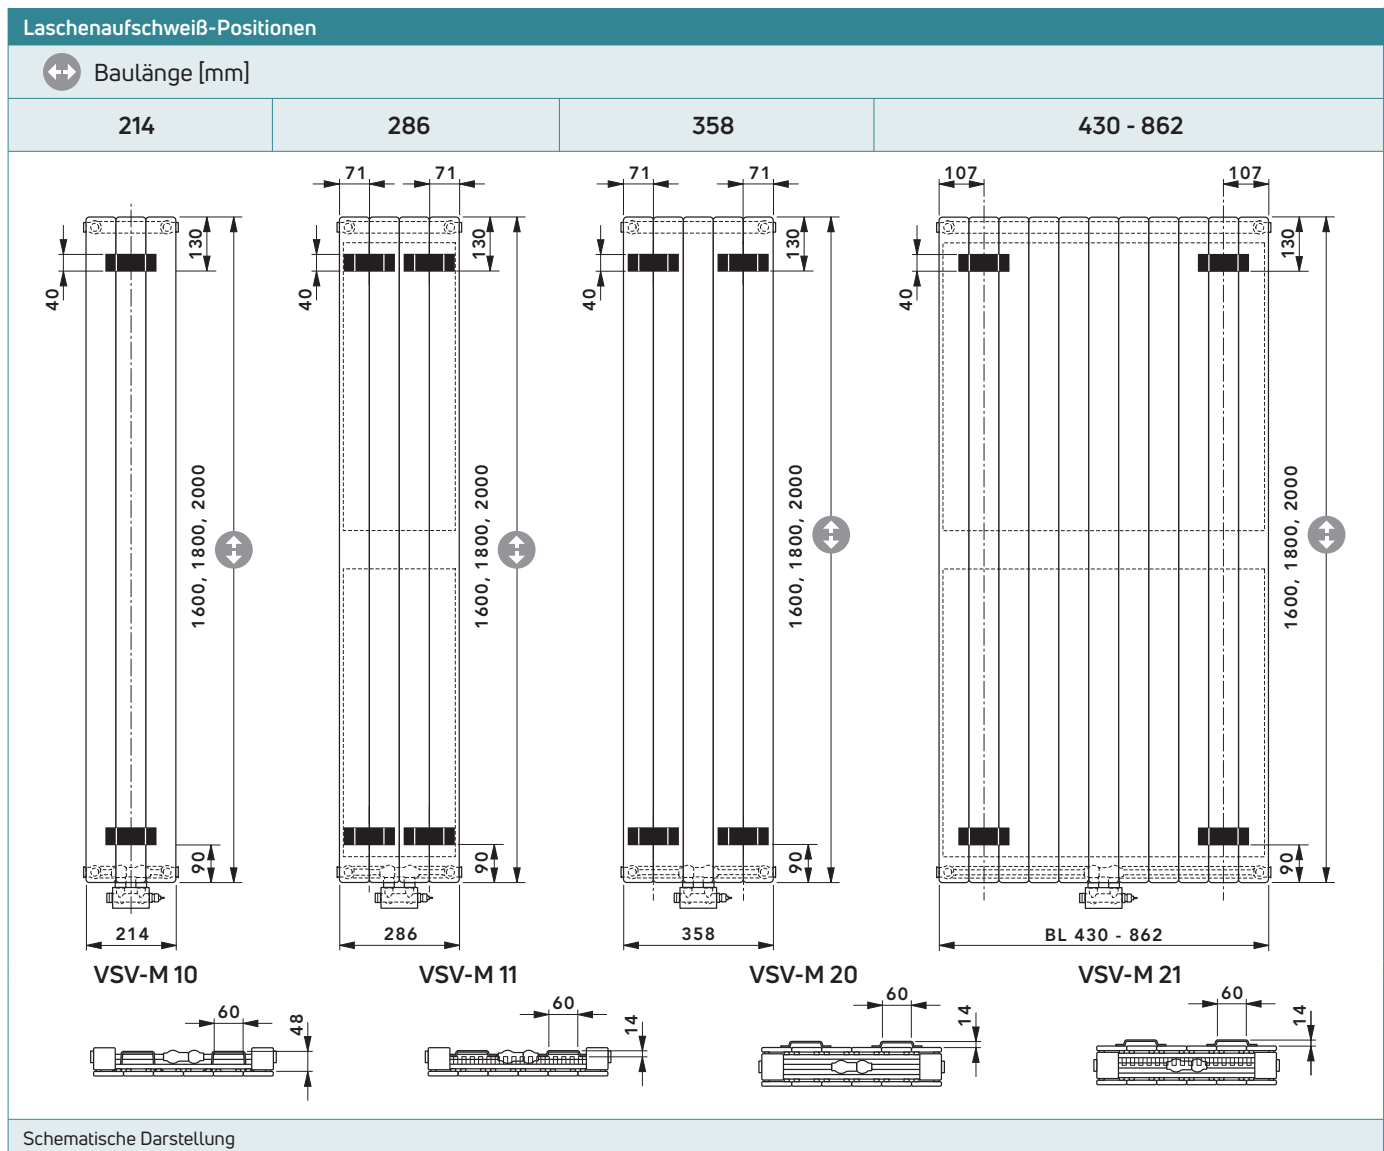 Laschenaufschweiß-Positionen
Baulänge [mm]
214 286 358 430 - 862
71 71 71 71 107 107
130 130 130 130
40 40 40 40
1600, 1800, 2000 1600, 1800, 2000 1600, 1800, 2000 1600, 1800, 2000
90 90 90 90
214 286 358 BL 430 - 862
VSV-M 10 VSV-M 11 VSV-M 20 VSV-M 21
60 48 60 14 60 14 60 14
Schematische Darstellung